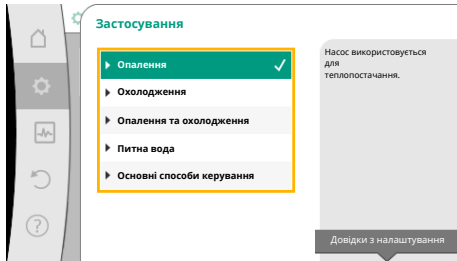 Застосування
Опалення
Охолодження
Опалення та охолодження
Питна вода
Основні способи керування
Насос використовується
для
теплопостачання.
Довідки з налаштування